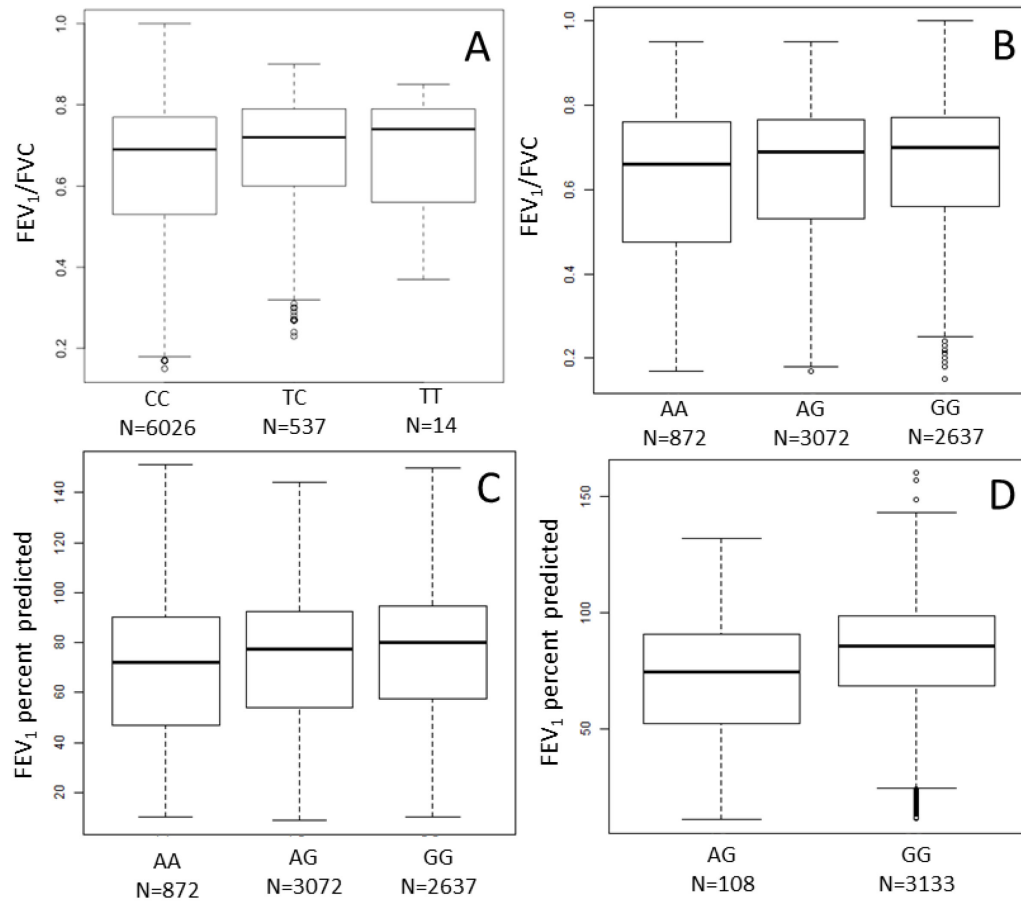 A
FEV₁/FVC
1.0
0.8
0.6
0.4
0.2
CC
TC
TT
N=6026
N=537
N=14
B
FEV₁/FVC
1.0
0.8
0.6
0.4
0.2
AA
AG
GG
N=872
N=3072
N=2637
C
FEV₁ percent predicted
140
120
100
80
60
40
20
AA
AG
GG
N=872
N=3072
N=2637
D
FEV₁ percent predicted
150
100
50
AG
GG
N=108
N=3133